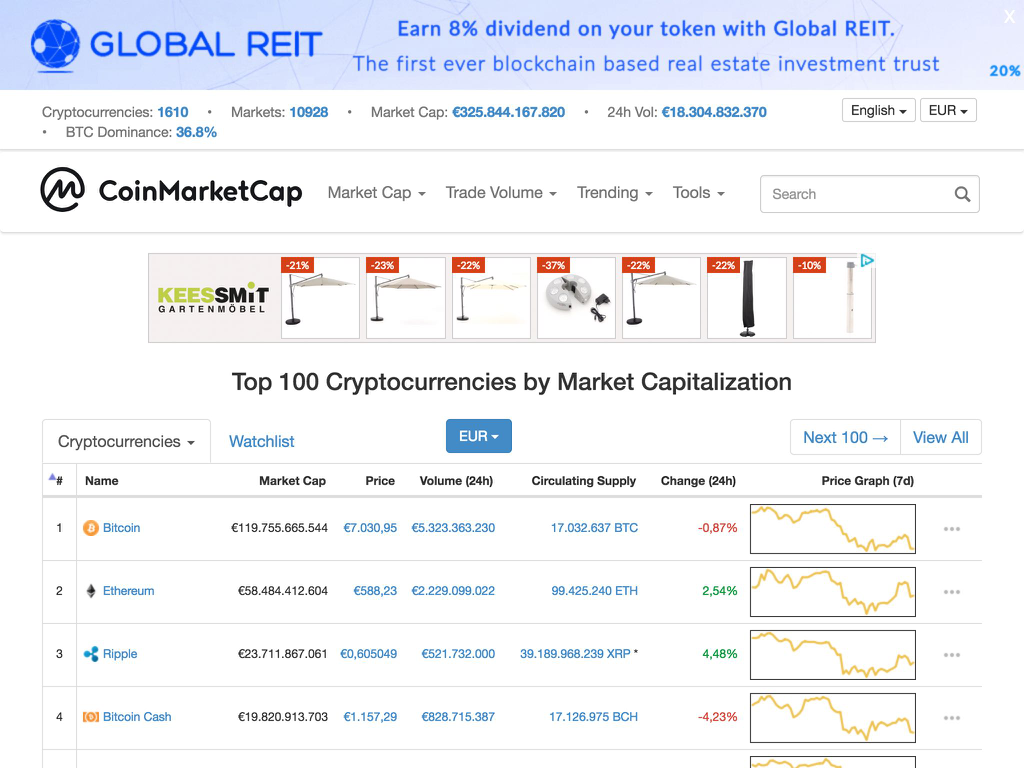 X
GLOBAL REIT
Earn 8% dividend on your token with Global REIT.
The first ever blockchain based real estate investment trust
20%
Cryptocurrencies: 1610 • Markets: 10928 • Market Cap: €325.844.167.820 • 24h Vol: €18.304.832.370
• BTC Dominance: 36.8%
English EUR
CoinMarketCap Market Cap Trade Volume Trending Tools Search
KEESSMiT
GARTENMÖBEL
-21% -23% -22% -37% -22% -22% -10%
Top 100 Cryptocurrencies by Market Capitalization
Cryptocurrencies Watchlist EUR Next 100 → View All
# Name Market Cap Price Volume (24h) Circulating Supply Change (24h) Price Graph (7d)
1 Bitcoin €119.755.665.544 €7.030,95 €5.323.363.230 17.032.637 BTC -0,87%
2 Ethereum €58.484.412.604 €588,23 €2.229.099.022 99.425.240 ETH 2,54%
3 Ripple €23.711.867.061 €0,605049 €521.732.000 39.189.968.239 XRP * 4,48%
4 Bitcoin Cash €19.820.913.703 €1.157,29 €828.715.387 17.126.975 BCH -4,23%